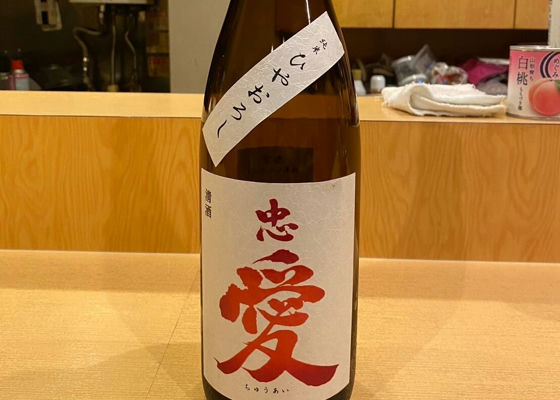 純米
ひやおろし
清酒
忠愛
ちゅうあい
白桃